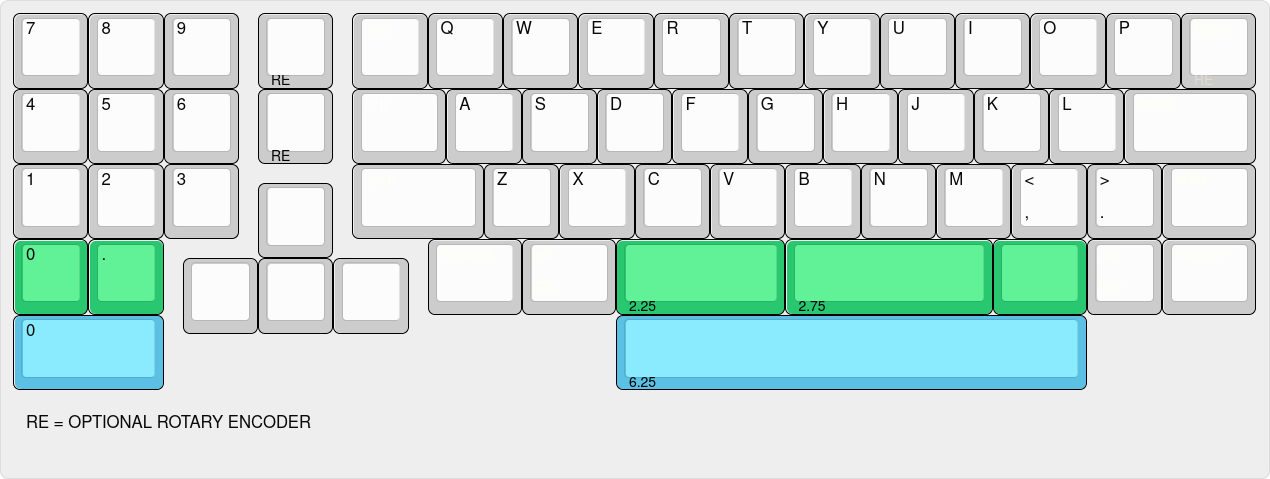 7 8 9 Q W E R T Y U I O P
RE RE
4 5 6 A S D F G H J K L
RE
1 2 3 Z X C V B N M < >
, .
0 .
2.25 2.75
0
6.25
RE = OPTIONAL ROTARY ENCODER